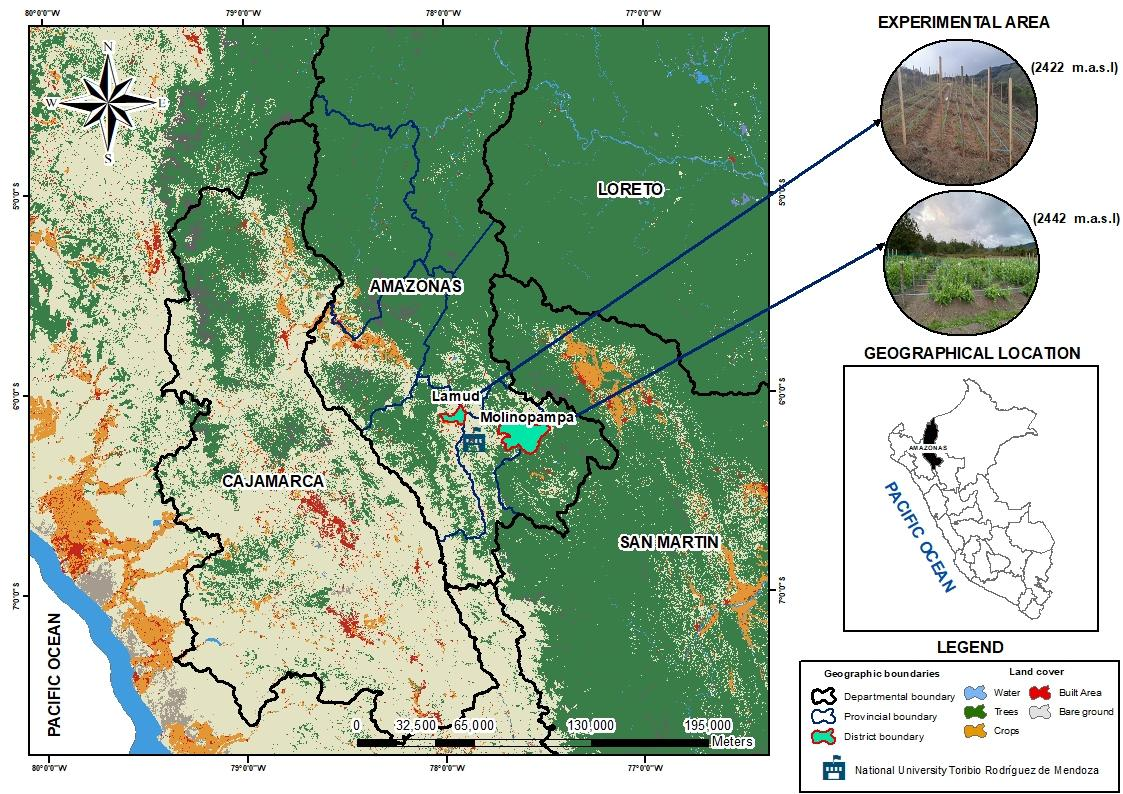 80°0'0"W 79°0'0"W 78°0'0"W 77°0'0"W
EXPERIMENTAL AREA
N
W E
S
(2422 m.a.s.l)
5°0'0"S 5°0'0"S
LORETO
(2442 m.a.s.l)
AMAZONAS
GEOGRAPHICAL LOCATION
6°0'0"S 6°0'0"S
Lamud
Molinopampa
AMAZONAS
CAJAMARCA
PACIFIC OCEAN
SAN MARTIN
7°0'0"S 7°0'0"S
PACIFIC OCEAN
LEGEND
Geographic boundaries Land cover
Departmental boundary Water Built Area
Provincial boundary Trees Bare ground
District boundary Crops
National University Toribio Rodríguez de Mendoza
0 32,500 65,000 130,000 195,000
Meters
80°0'0"W 79°0'0"W 78°0'0"W 77°0'0"W